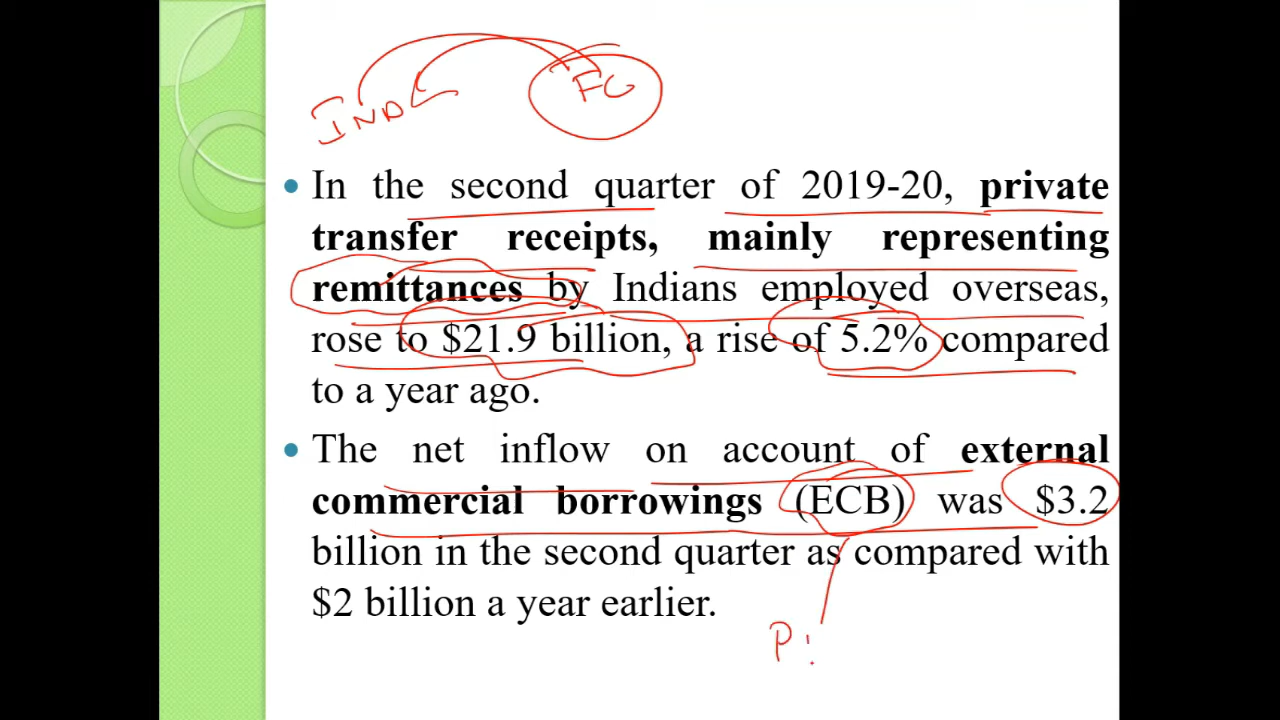 IND FC
In the second quarter of 2019-20, private
transfer receipts, mainly representing
remittances by Indians employed overseas,
rose to $21.9 billion, a rise of 5.2% compared
to a year ago.
The net inflow on account of external
commercial borrowings (ECB) was $3.2
billion in the second quarter as compared with
$2 billion a year earlier.
P